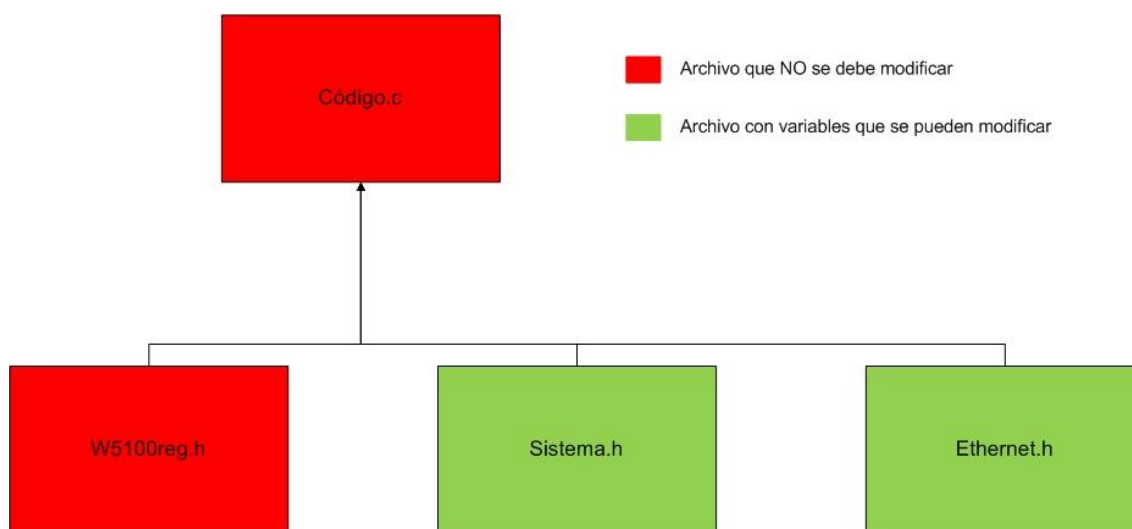 Código.c
Archivo que NO se debe modificar
Archivo con variables que se pueden modificar
W5100reg.h
Sistema.h
Ethernet.h